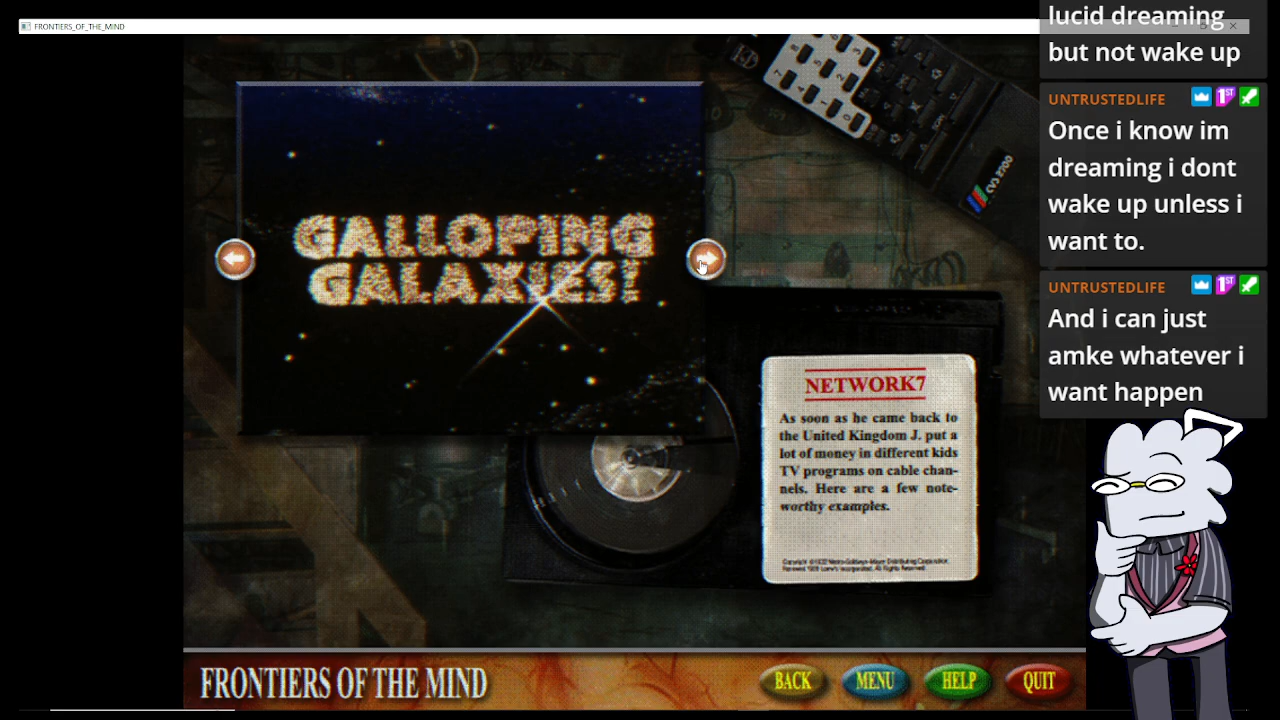 FRONTIERS_OF_THE_MIND
lucid dreaming
but not wake up
UNTRUSTEDLIFE
Once i know im
dreaming i dont
wake up unless i
want to.
UNTRUSTEDLIFE
And i can just
amke whatever i
want happen
GALLOPING
GALAXIES!
CVS 3700
NETWORK7
As soon as he came back to
the United Kingdom J. put a
lot of money in different kids
TV programs on cable chan-
nels. Here are a few note-
worthy examples.
FRONTIERS OF THE MIND
BACK
MENU
HELP
QUIT